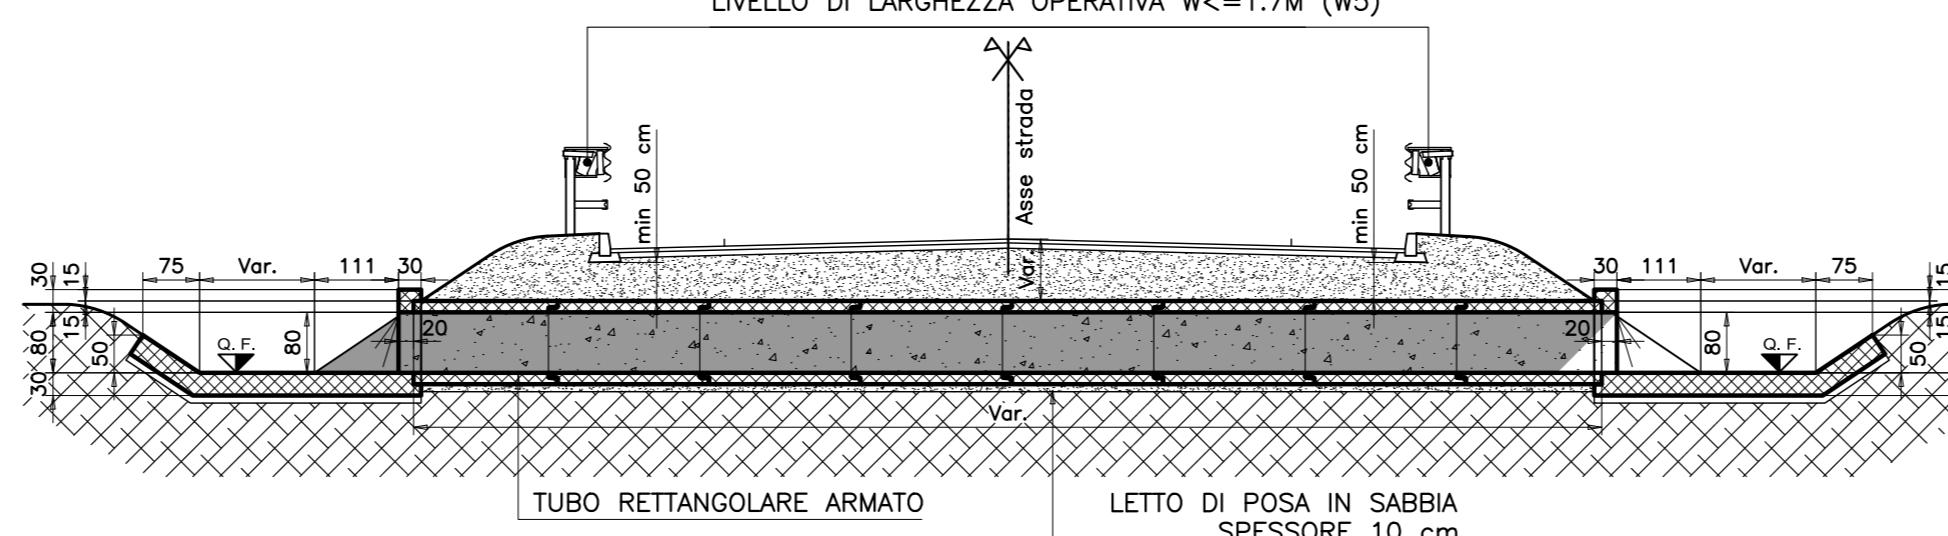 LIVELLO DI LARGHEZZA OPERATIVA W<=1.7M (W5)
Asse strada
min 50 cm
min 50 cm
Var.
30
15
75
Var.
111
30
30
111
Var.
75
15
15
80
50
30
80
20
Q. F.
20
80
Q. F.
50
15
Var.
TUBO RETTANGOLARE ARMATO
LETTO DI POSA IN SABBIA
SPESSORE 10 cm